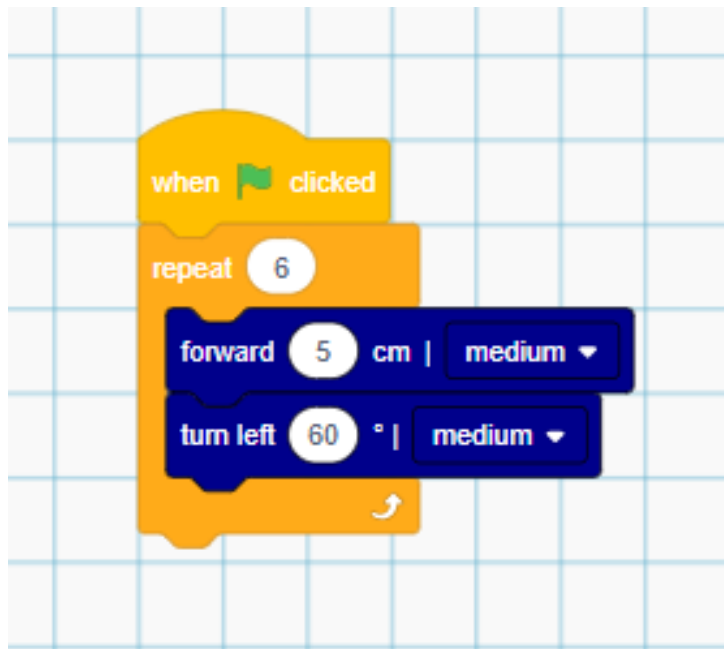 when clicked
repeat 6
forward 5 cm | medium
turn left 60 ° | medium